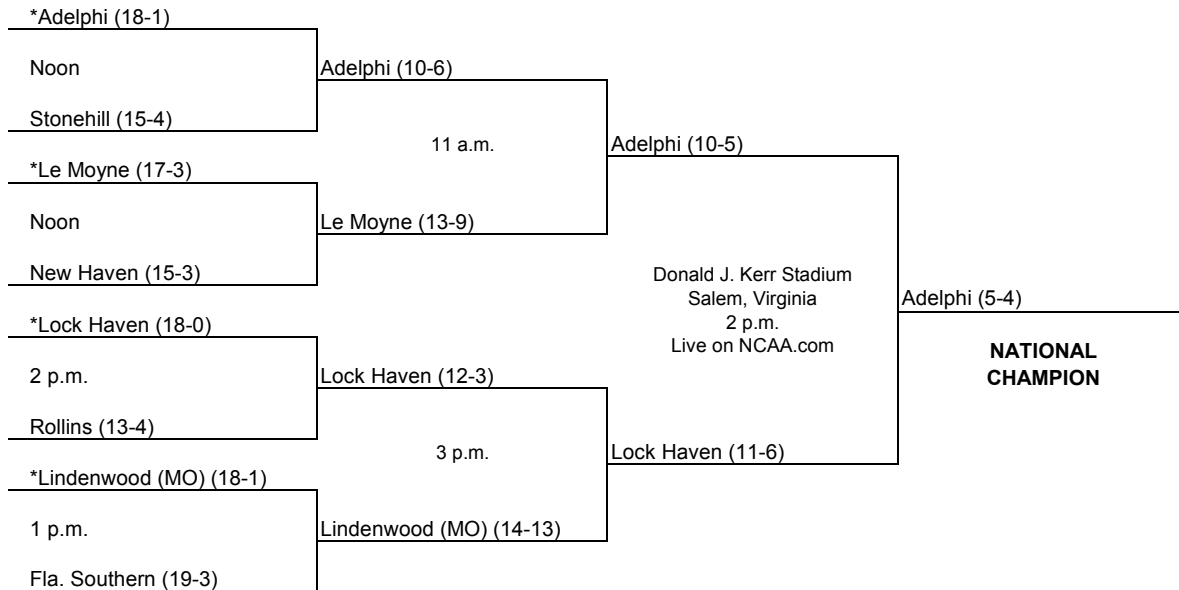 *Adelphi (18-1)
Noon
Stonehill (15-4)
*Le Moyne (17-3)
Noon
New Haven (15-3)
*Lock Haven (18-0)
2 p.m.
Rollins (13-4)
*Lindenwood (MO) (18-1)
1 p.m.
Fla. Southern (19-3)
Adelphi (10-6)
11 a.m.
Le Moyne (13-9)
Lock Haven (12-3)
3 p.m.
Lindenwood (MO) (14-13)
Adelphi (10-5)
Donald J. Kerr Stadium
Salem, Virginia
2 p.m.
Live on NCAA.com
Lock Haven (11-6)
Adelphi (5-4)
NATIONAL
CHAMPION